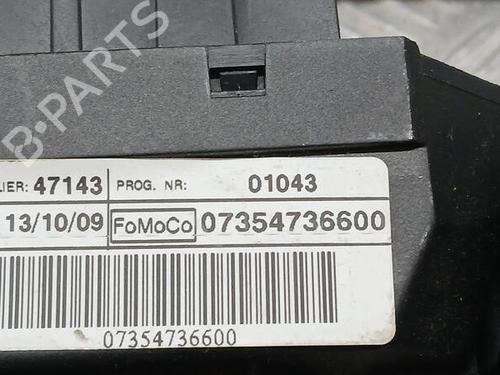 B-PARTS
LIER: 47143 PROG. NR: 01043
13/10/09 FoMoCo 07354736600
07354736600